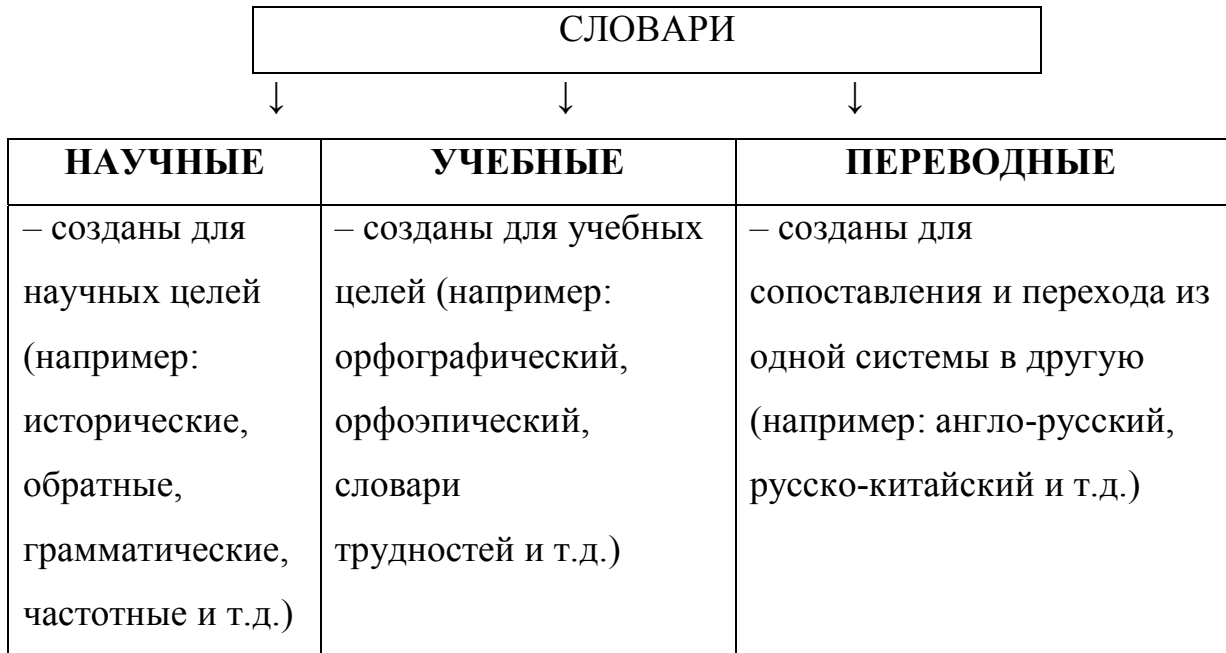 СЛОВАРИ
↓ ↓ ↓
НАУЧНЫЕ
– созданы для
научных целей
(например:
исторические,
обратные,
грамматические,
частотные и т.д.)
УЧЕБНЫЕ
– созданы для учебных
целей (например:
орфографический,
орфоэпический,
словари
трудностей и т.д.)
ПЕРЕВОДНЫЕ
– созданы для
сопоставления и перехода из
одной системы в другую
(например: англо-русский,
русско-китайский и т.д.)